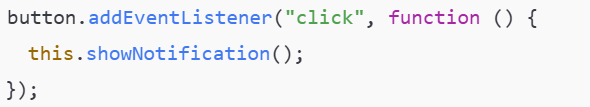 button.addEventListener("click", function () {
  this.showNotification();
});